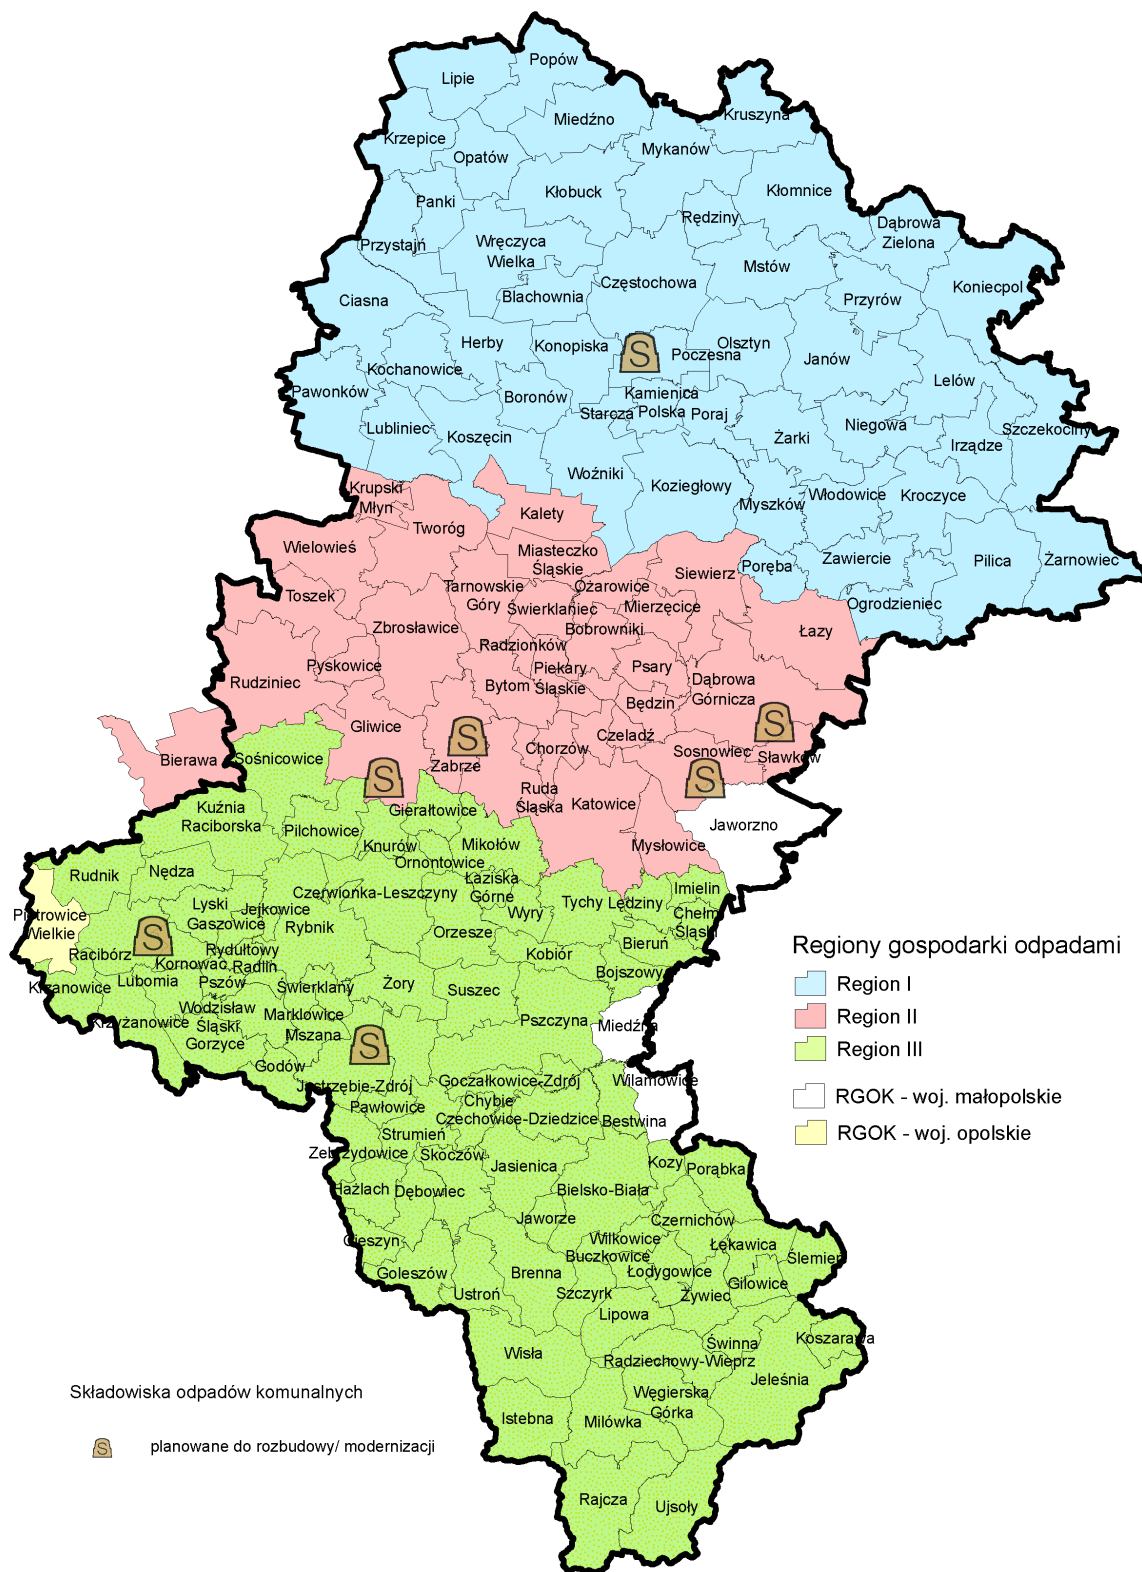 Popów
Lipie
Kruszyna
Miedźno
Krzepice
Mykanów
Opatów
Kłobuck
Kłomnice
Panki
Rędziny
Dąbrowa
Zielona
Przystajń
Wręczyca
Wielka
Mstów
Częstochowa
Koniecpol
Blachownia
Przyrów
Ciasna
Herby
Konopiska
S
Poczesna
Olsztyn
Janów
Kochanowice
Lelów
Pawonków
Boronów
Kamienica
Polska
Starcza
Poraj
Lubliniec
Koszęcin
Żarki
Niegowa
Szczekociny
Irządze
Woźniki
Koziegłowy
Krupski
Młyn
Myszków
Włodowice
Kroczyce
Kalety
Tworóg
Wielowieś
Miasteczko
Śląskie
Zawiercie
Pilica
Żarnowiec
Siewierz
Poręba
Tarnowskie
Góry
Ożarowice
Toszek
Świerklaniec
Mierzęcice
Ogrodzieniec
Zbrosławice
Bobrowniki
Łazy
Radzionków
Pyskowice
Piekary
Śląskie
Psary
Rudziniec
Bytom
Dąbrowa
Górnicza
Będzin
Gliwice
S
S
Czeladź
Chorzów
Sosnowiec
Sławków
Bierawa
Sośnicowice
Zabrze
S
S
Ruda
Śląska
Katowice
Kuźnia
Raciborska
Gierałtowice
Pilchowice
Jaworzno
Knurów
Mikołów
Mysłowice
Ornontowice
Rudnik
Nędza
Łaziska
Górne
Imielin
Czerwionka-Leszczyny
Lyski
Jejkowice
Wyry
Tychy
Lędziny
Chełm
Śląski
Pietrowice
Wielkie
Gaszowice
Rybnik
S
Orzesze
Bieruń
Regiony gospodarki odpadami
Racibórz
Rydułtowy
Kobiór
Kornowac
Radlin
Bojszowy
Region I
Krzanowice
Lubomia
Pszów
Świerklany
Żory
Suszec
Wodzisław
Śląski
Marklowice
Region II
Krzyżanowice
Mszana
Pszczyna
Miedźna
Gorzyce
S
Region III
Godów
Jastrzębie-Zdrój
Goczałkowice-Zdrój
Wilamowice
RGOK - woj. małopolskie
Pawłowice
Chybie
Czechowice-Dziedzice
Bestwina
RGOK - woj. opolskie
Strumień
Zebrzydowice
Skoczów
Jasienica
Kozy
Porąbka
Hażlach
Dębowiec
Bielsko-Biała
Jaworze
Czernichów
Cieszyn
Wilkowice
Łękawica
Buczkowice
Ślemień
Goleszów
Brenna
Łodygowice
Gilowice
Ustroń
Szczyrk
Żywiec
Lipowa
Wisła
Świnna
Koszarawa
Radziechowy-Wieprz
Jeleśnia
Składowiska odpadów komunalnych
Węgierska
Górka
Istebna
Milówka
S
planowane do rozbudowy/ modernizacji
Rajcza
Ujsoły